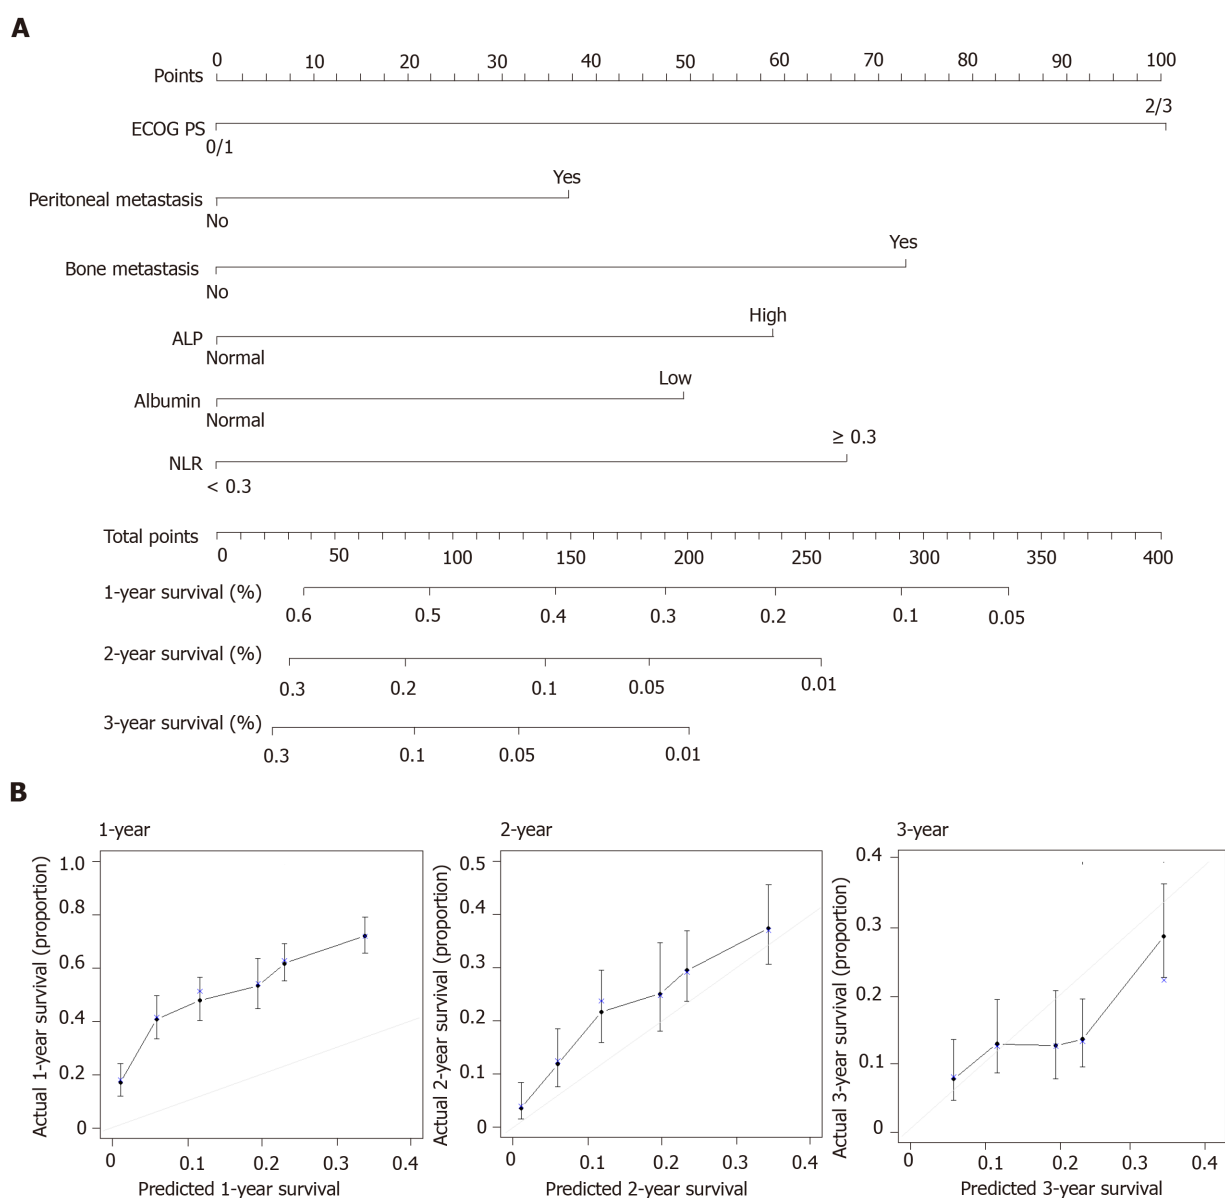 A
Points 0 10 20 30 40 50 60 70 80 90 100
2/3
ECOG PS
0/1
Yes
Peritoneal metastasis
No
Yes
Bone metastasis
No
High
ALP
Normal
Low
Albumin
Normal
≥ 0.3
NLR
< 0.3
Total points
0 50 100 150 200 250 300 350 400
1-year survival (%)
0.6 0.5 0.4 0.3 0.2 0.1 0.05
2-year survival (%)
0.3 0.2 0.1 0.05 0.01
3-year survival (%)
0.3 0.1 0.05 0.01
B
1-year
Actual 1-year survival (proportion)
1.0
0.8
0.6
0.4
0.2
0
0 0.1 0.2 0.3 0.4
Predicted 1-year survival
2-year
Actual 2-year survival (proportion)
0.5
0.4
0.3
0.2
0.1
0
0 0.1 0.2 0.3 0.4
Predicted 2-year survival
3-year
Actual 3-year survival (proportion)
0.4
0.3
0.2
0.1
0
0 0.1 0.2 0.3 0.4
Predicted 3-year survival